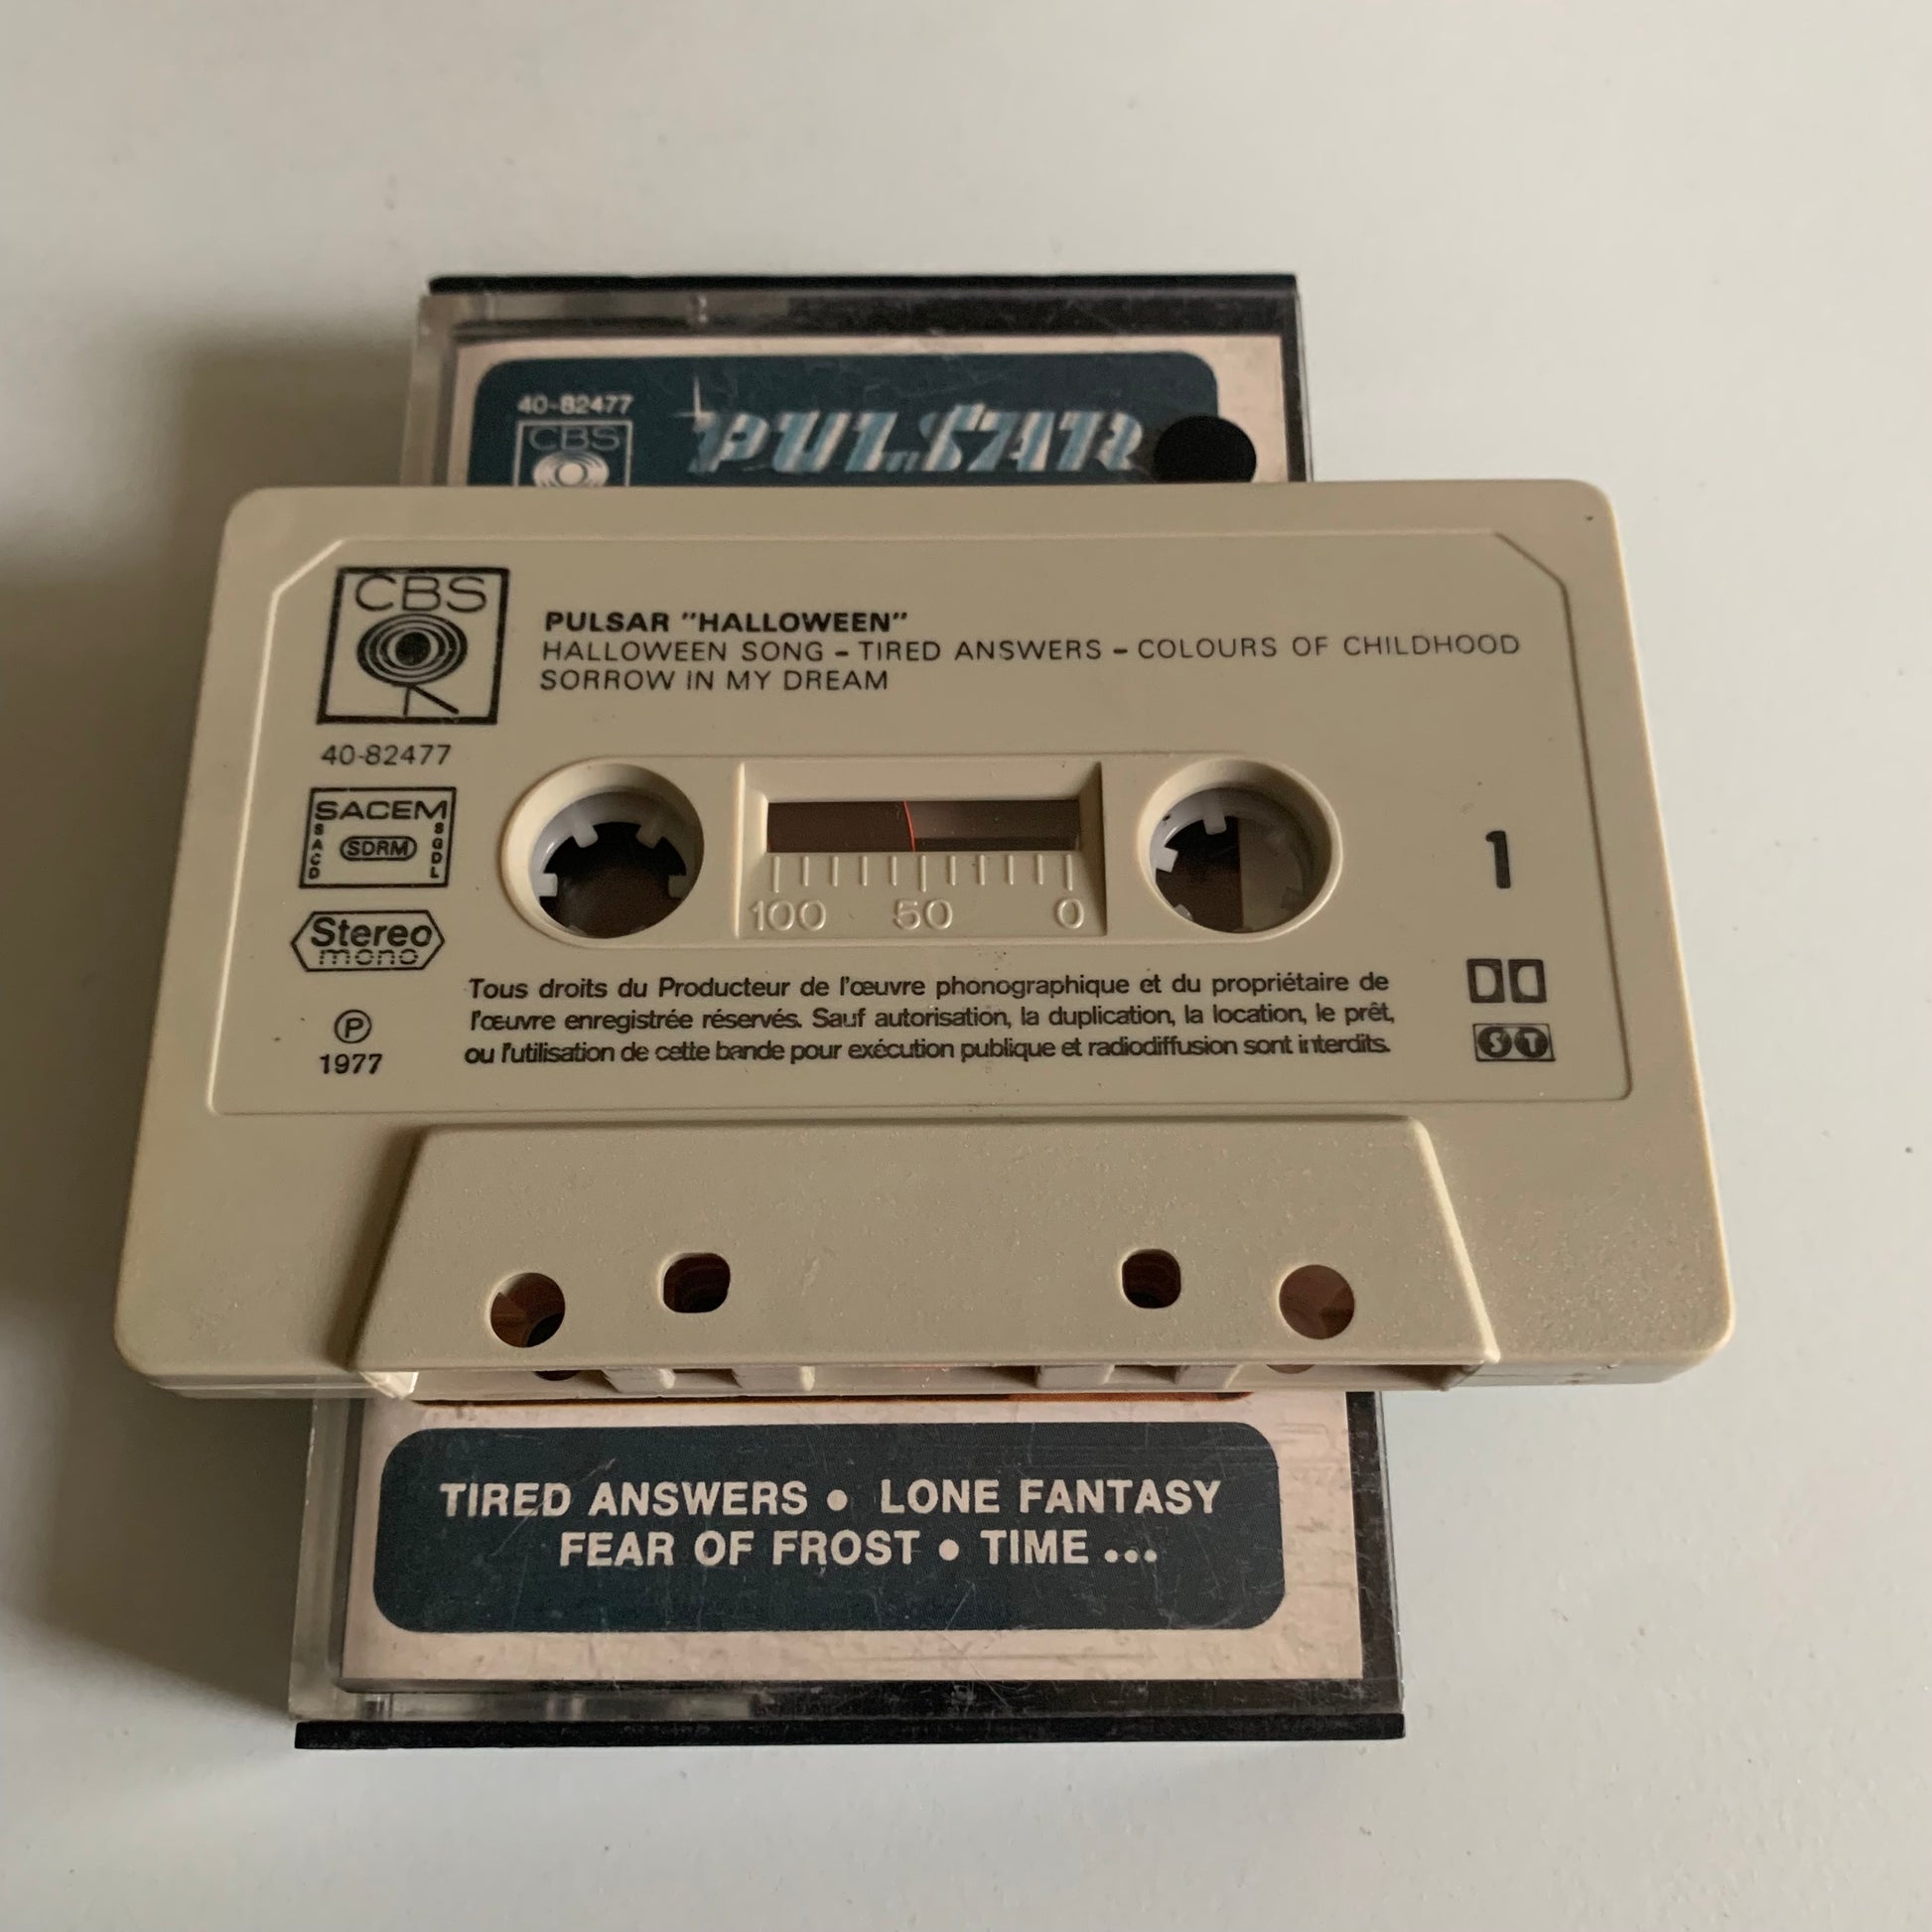 40-82477
CBS
PULSAR
CBS
PULSAR "HALLOWEEN"
HALLOWEEN SONG - TIRED ANSWERS - COLOURS OF CHILDHOOD
SORROW IN MY DREAM
40-82477
SACEM
SACD
SDRM
SGDL
100 50 0
1
Stereo
mono
Tous droits du Producteur de l'œuvre phonographique et du propriétaire de
l'œuvre enregistrée réservés. Sauf autorisation, la duplication, la location, le prêt,
ou l'utilisation de cette bande pour exécution publique et radiodiffusion sont interdits.
℗
1977
ST
TIRED ANSWERS • LONE FANTASY
FEAR OF FROST • TIME ...